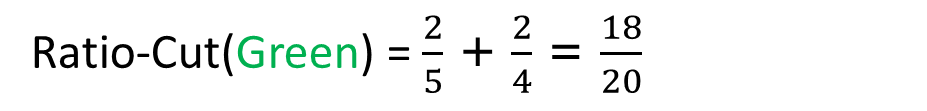 Ratio-Cut(Green) = 2/5 + 2/4 = 18/20